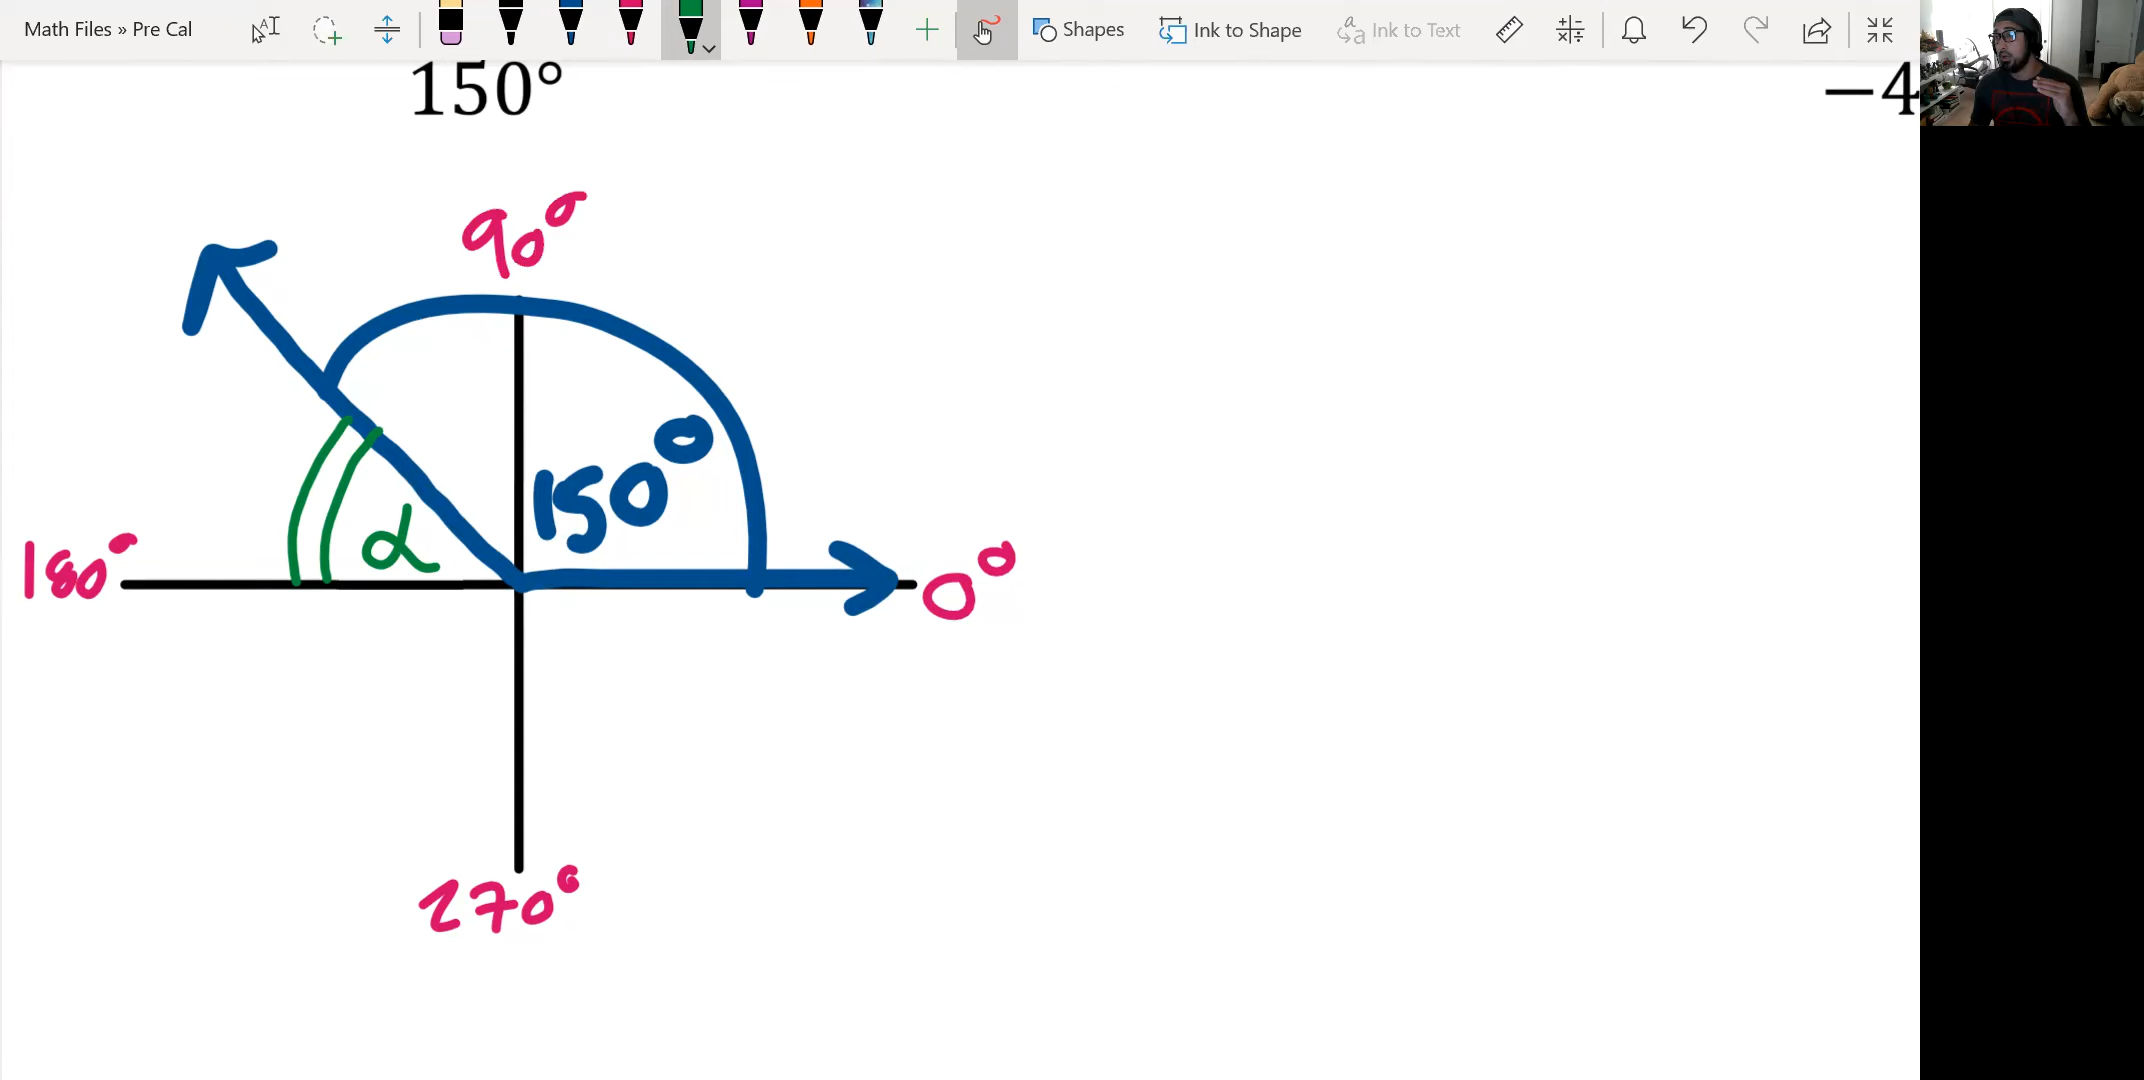 Math Files » Pre Cal
Shapes
Ink to Shape
Ink to Text
150°
−4
90°
150°
α
180°
0°
270°